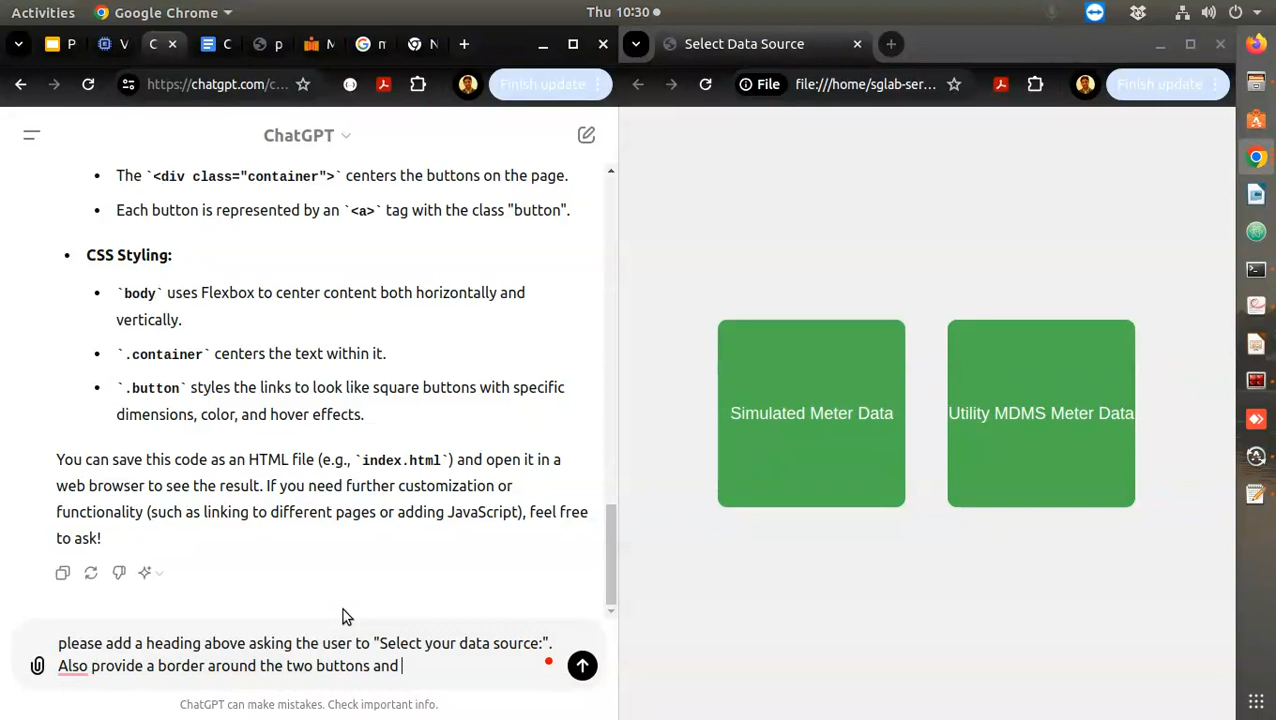 Activities Google Chrome Thu 10:30
P V C C p M m N
Select Data Source
https://chatgpt.com/c... Finish update
File file:///home/sglab-ser... Finish update
ChatGPT
The `<div class="container">` centers the buttons on the page.
Each button is represented by an `<a>` tag with the class "button".
CSS Styling:
`body` uses Flexbox to center content both horizontally and
vertically.
`.container` centers the text within it.
`.button` styles the links to look like square buttons with specific
dimensions, color, and hover effects.
You can save this code as an HTML file (e.g., `index.html`) and open it in a
web browser to see the result. If you need further customization or
functionality (such as linking to different pages or adding JavaScript), feel free
to ask!
please add a heading above asking the user to "Select your data source:".
Also provide a border around the two buttons and
ChatGPT can make mistakes. Check important info.
Simulated Meter Data
Utility MDMS Meter Data